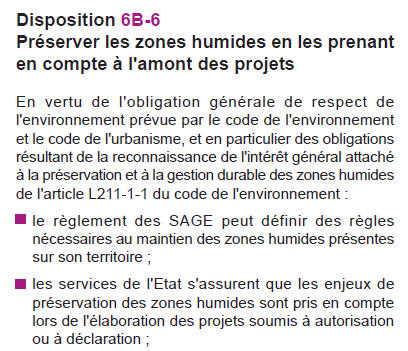 Disposition 6B-6
Préserver les zones humides en les prenant
en compte à l'amont des projets
En vertu de l'obligation générale de respect de
l'environnement prévue par le code de l'environnement
et le code de l'urbanisme, et en particulier des obligations
résultant de la reconnaissance de l'intérêt général attaché
à la préservation et à la gestion durable des zones humides
de l'article L211-1-1 du code de l'environnement :
le règlement des SAGE peut définir des règles
nécessaires au maintien des zones humides présentes
sur son territoire ;
les services de l'Etat s'assurent que les enjeux de
préservation des zones humides sont pris en compte
lors de l'élaboration des projets soumis à autorisation
ou à déclaration ;